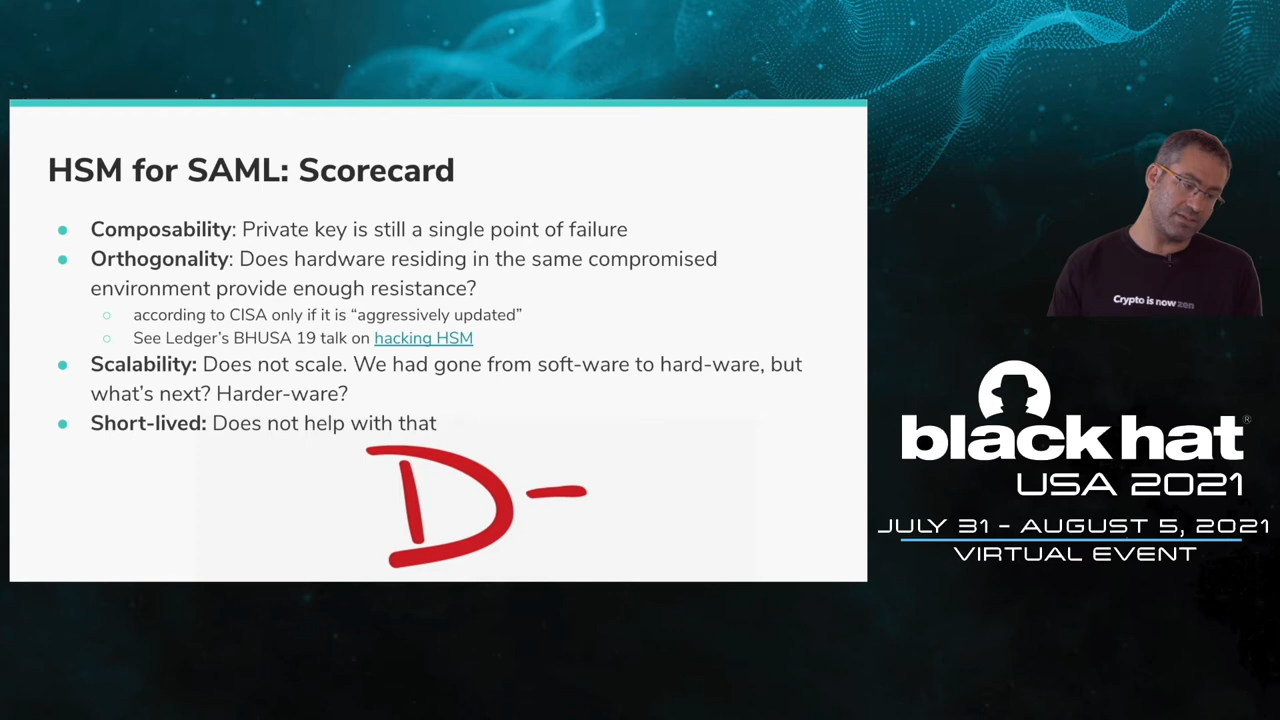 HSM for SAML: Scorecard
● Composability: Private key is still a single point of failure
● Orthogonality: Does hardware residing in the same compromised
environment provide enough resistance?
○ according to CISA only if it is “aggressively updated”
○ See Ledger’s BHUSA 19 talk on hacking HSM
● Scalability: Does not scale. We had gone from soft-ware to hard-ware, but
what’s next? Harder-ware?
● Short-lived: Does not help with that
D-
Crypto is now zen
black hat®
USA 2021
JULY 31 - AUGUST 5, 2021
VIRTUAL EVENT